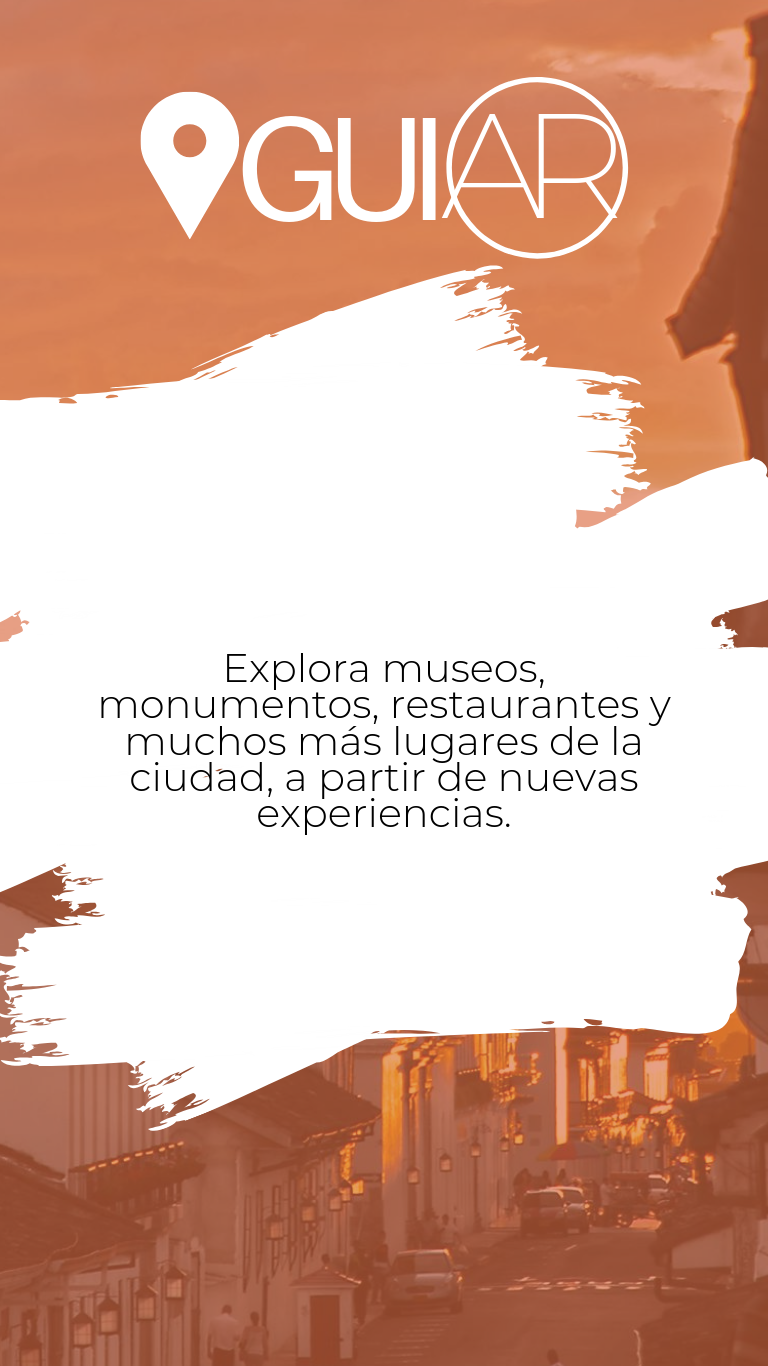 GUIAR
Explora museos,
monumentos, restaurantes y
muchos más lugares de la
ciudad, a partir de nuevas
experiencias.